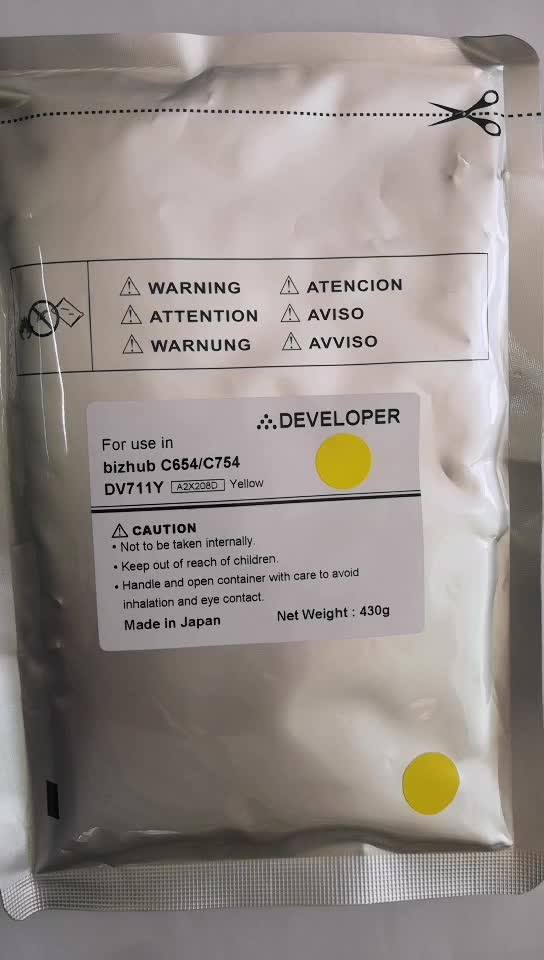 WARNING
ATTENTION
WARNUNG
ATENCION
AVISO
AVVISO
DEVELOPER
For use in
bizhub C654/C754
DV711Y A2X208D Yellow
CAUTION
• Not to be taken internally.
• Keep out of reach of children.
• Handle and open container with care to avoid
inhalation and eye contact.
Made in Japan Net Weight : 430g